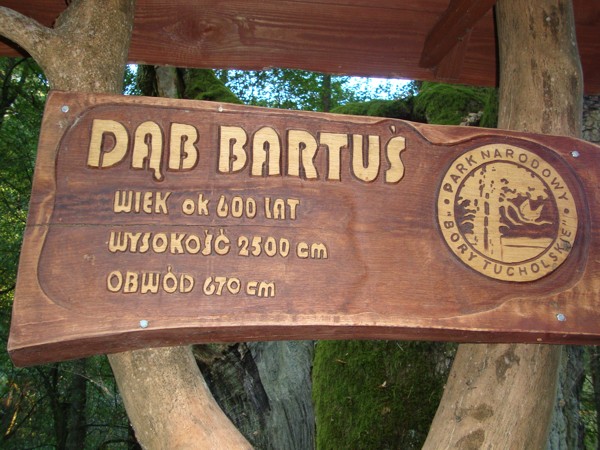 DĄB BARTUŚ
WIEK ok 600 LAT
WYSOKOŚĆ 2500 cm
OBWÓD 670 cm
PARK NARODOWY
"BORY TUCHOLSKIE"